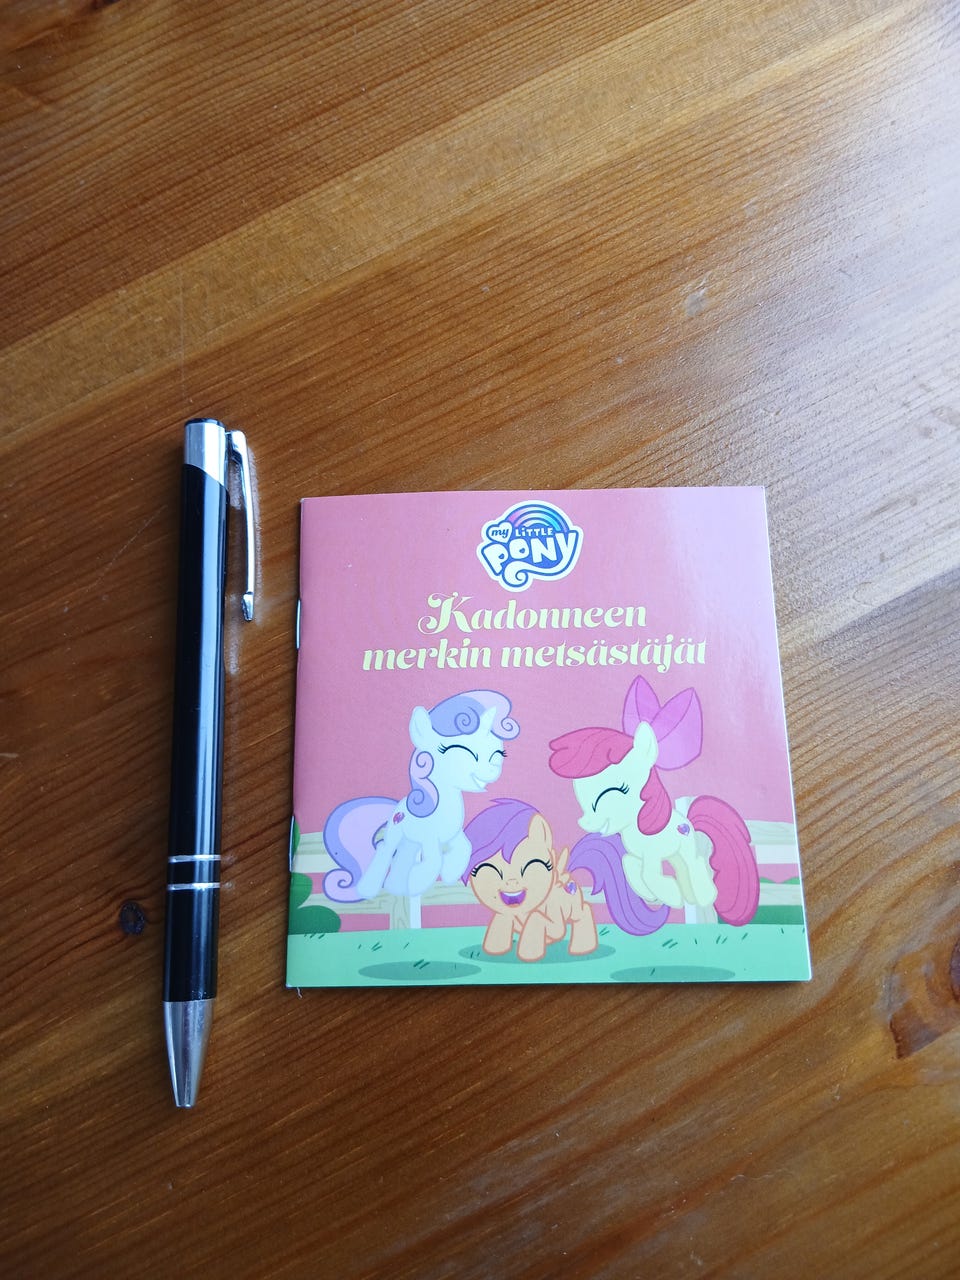 my LiTTLE
PONY
Kadonneen
merkin metsästäjät